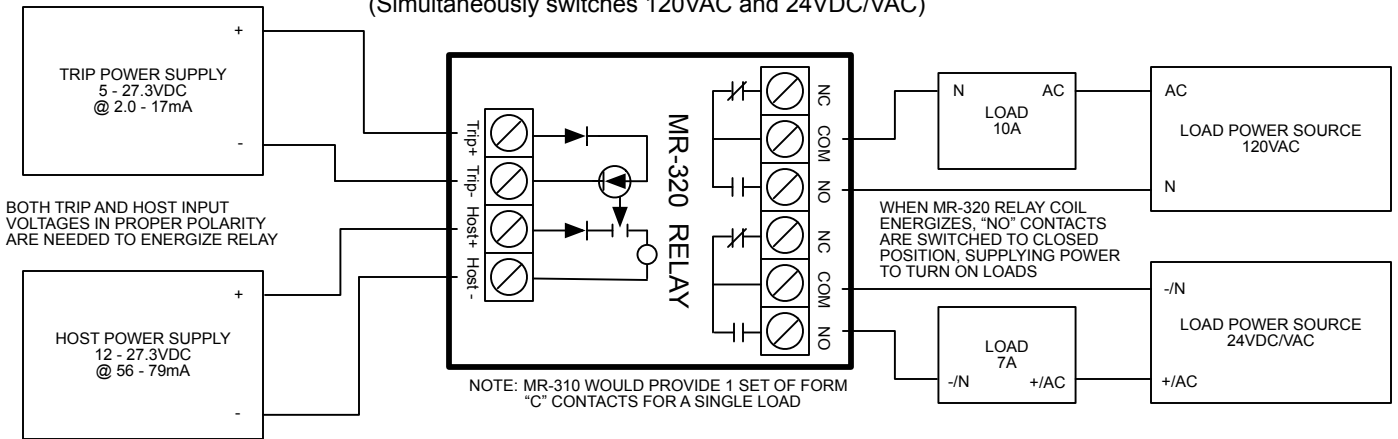 (Simultaneously switches 120VAC and 24VDC/VAC)
+
TRIP POWER SUPPLY
5 - 27.3VDC
@ 2.0 - 17mA
-
BOTH TRIP AND HOST INPUT
VOLTAGES IN PROPER POLARITY
ARE NEEDED TO ENERGIZE RELAY
+
HOST POWER SUPPLY
12 - 27.3VDC
@ 56 - 79mA
-
Trip+
Trip-
Host+
Host -
MR-320 RELAY
NC
COM
NO
NC
COM
NO
NOTE: MR-310 WOULD PROVIDE 1 SET OF FORM
“C” CONTACTS FOR A SINGLE LOAD
N AC
LOAD
10A
AC
LOAD POWER SOURCE
120VAC
N
WHEN MR-320 RELAY COIL
ENERGIZES, “NO” CONTACTS
ARE SWITCHED TO CLOSED
POSITION, SUPPLYING POWER
TO TURN ON LOADS
LOAD
7A
-/N +/AC
-/N
LOAD POWER SOURCE
24VDC/VAC
+/AC